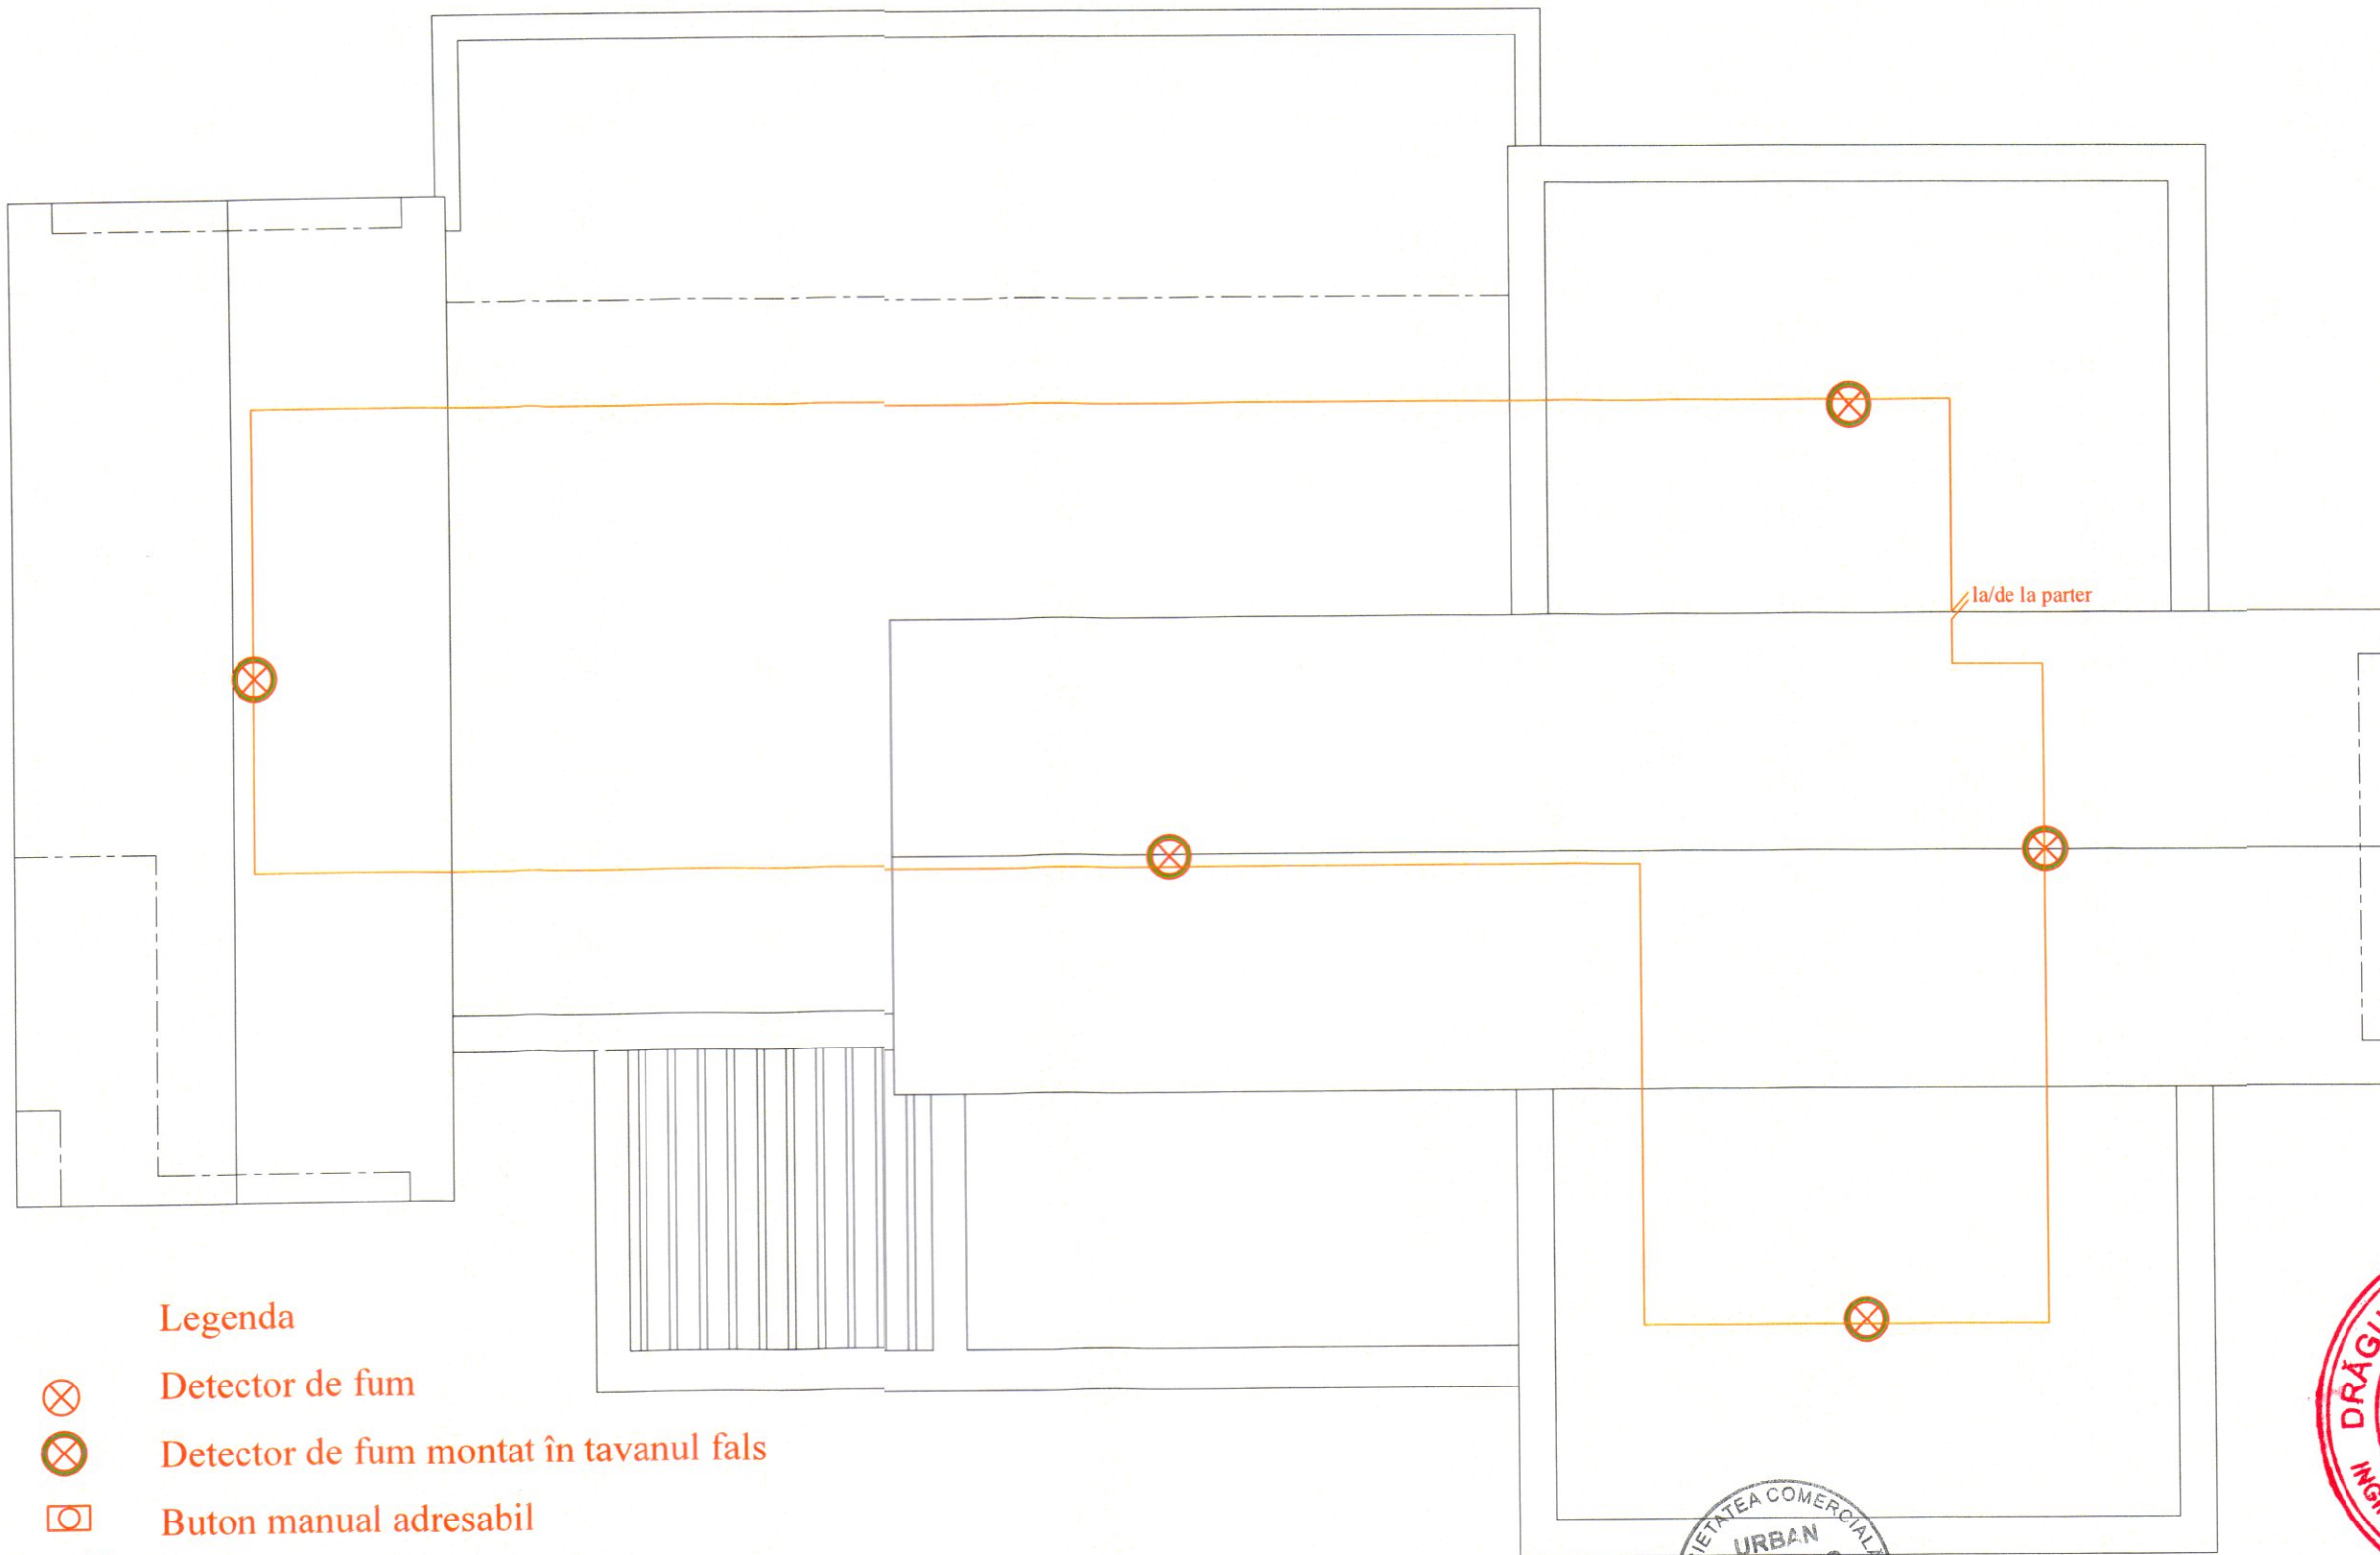 la/de la parter
Legenda
Detector de fum
Detector de fum montat în tavanul fals
Buton manual adresabil
URBAN